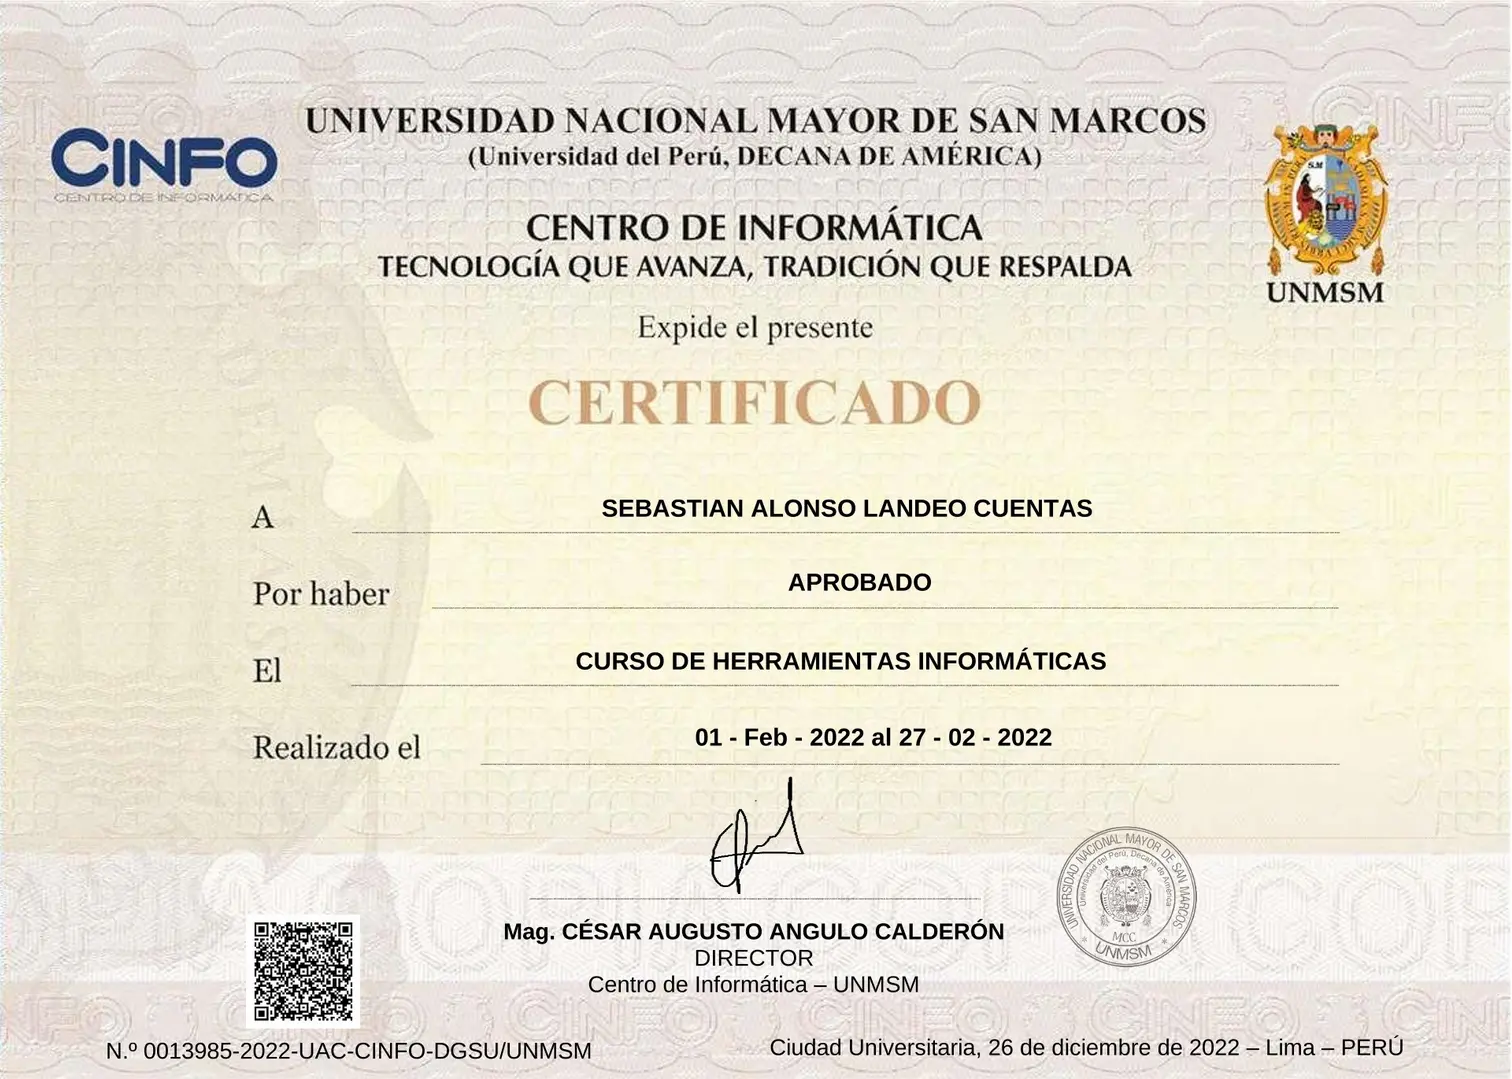 UNIVERSIDAD NACIONAL MAYOR DE SAN MARCOS
(Universidad del Perú, DECANA DE AMÉRICA)
CINFO
CENTRO DE INFORMATICA
UNMSM
CENTRO DE INFORMÁTICA
TECNOLOGÍA QUE AVANZA, TRADICIÓN QUE RESPALDA
Expide el presente
CERTIFICADO
A SEBASTIAN ALONSO LANDEO CUENTAS
Por haber APROBADO
El CURSO DE HERRAMIENTAS INFORMÁTICAS
Realizado el 01 - Feb - 2022 al 27 - 02 - 2022
Mag. CÉSAR AUGUSTO ANGULO CALDERÓN
DIRECTOR
Centro de Informática – UNMSM
UNIVERSIDAD NACIONAL MAYOR DE SAN MARCOS
Universidad del Perú, Decana de América
MCC
* UNMSM *
N.º 0013985-2022-UAC-CINFO-DGSU/UNMSM
Ciudad Universitaria, 26 de diciembre de 2022 – Lima – PERÚ